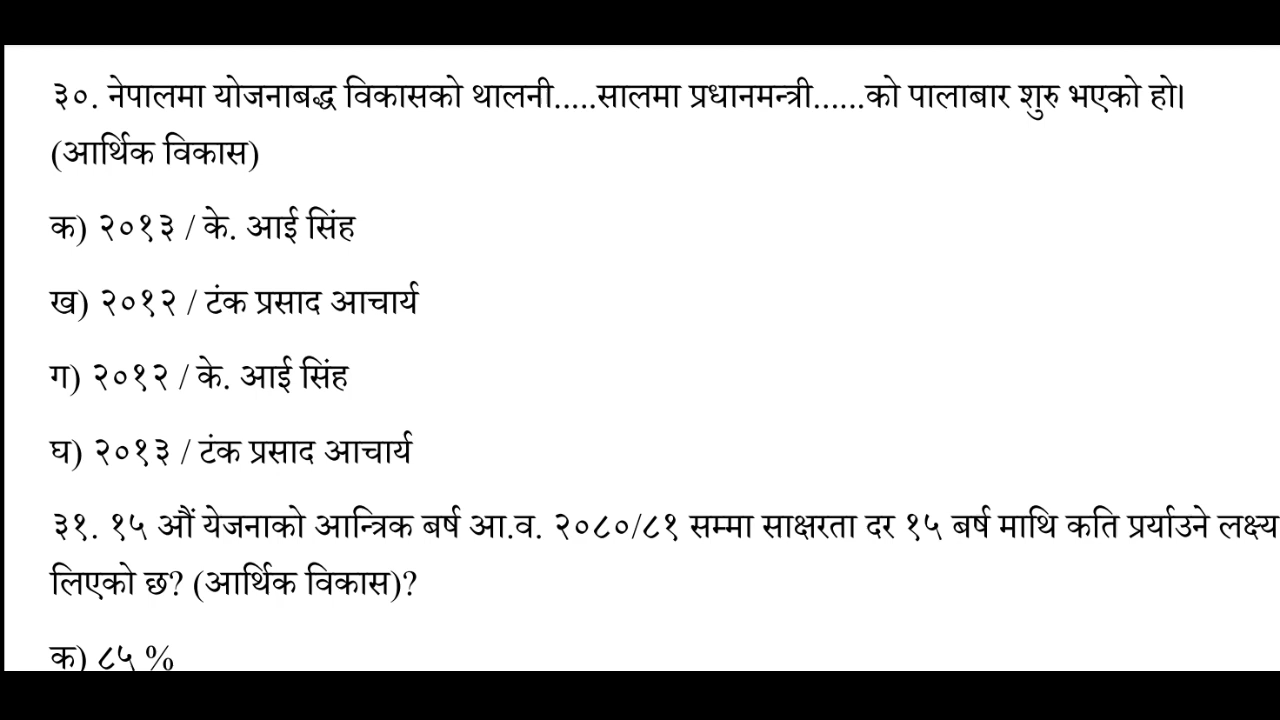 ३०. नेपालमा योजनाबद्ध विकासको थालनी.....सालमा प्रधानमन्त्री......को पालाबार शुरु भएको हो।
(आर्थिक विकास)
क) २०१३ / के. आई सिंह
ख) २०१२ / टंक प्रसाद आचार्य
ग) २०१२ / के. आई सिंह
घ) २०१३ / टंक प्रसाद आचार्य
३१. १५ औं येजनाको आन्त्रिक बर्ष आ.व. २०८०/८१ सम्मा साक्षरता दर १५ बर्ष माथि कति प्रर्याउने लक्ष्य
लिएको छ? (आर्थिक विकास)?
क) ८५ %